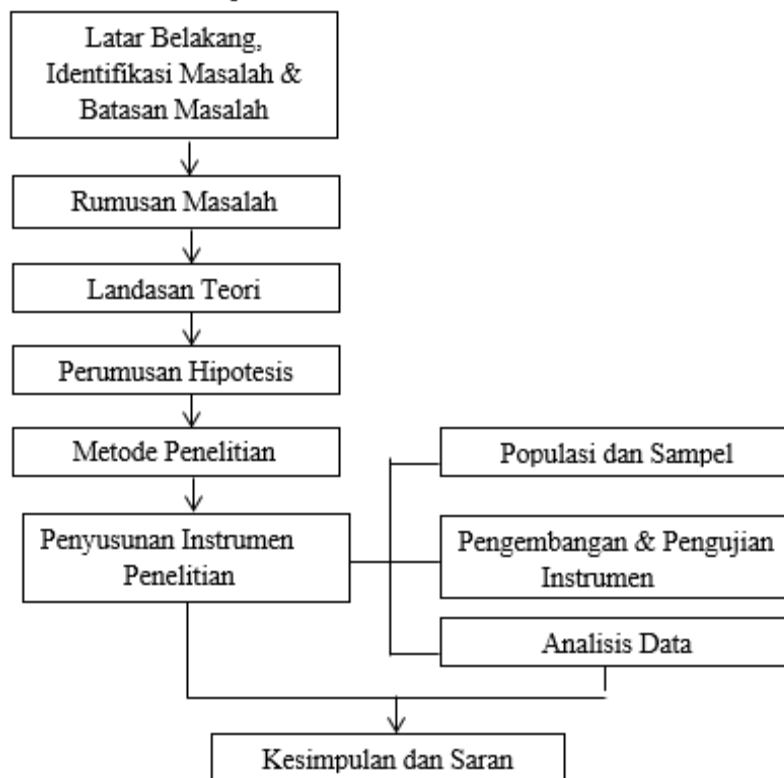 Latar Belakang,
Identifikasi Masalah &
Batasan Masalah
Rumusan Masalah
Landasan Teori
Perumusan Hipotesis
Metode Penelitian
Penyusunan Instrumen
Penelitian
Populasi dan Sampel
Pengembangan & Pengujian
Instrumen
Analisis Data
Kesimpulan dan Saran